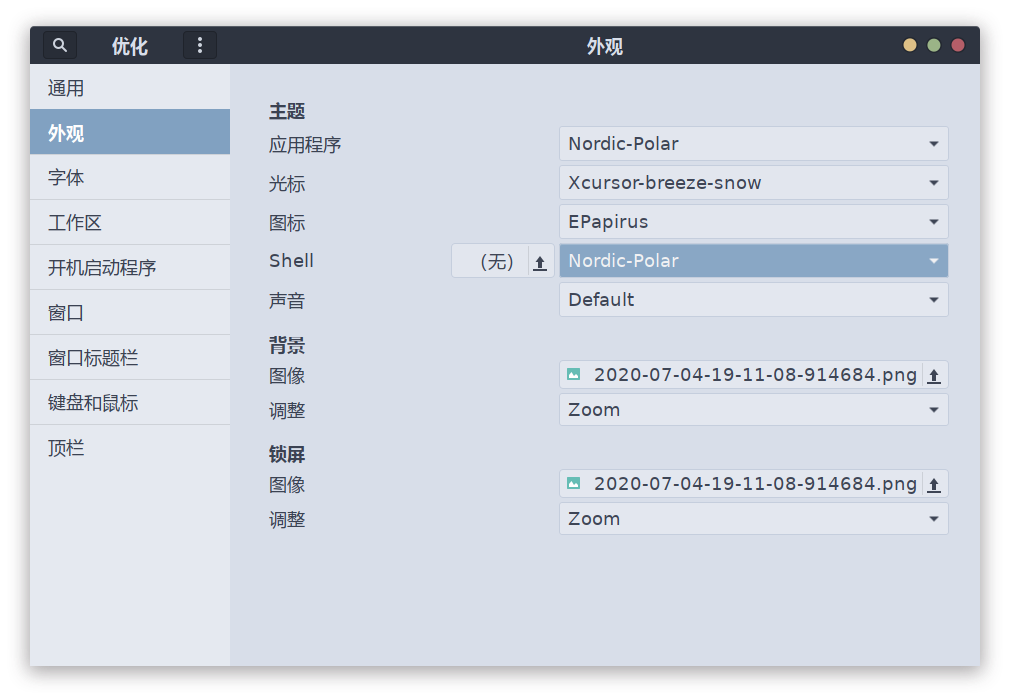 优化
外观
通用
外观
字体
工作区
开机启动程序
窗口
窗口标题栏
键盘和鼠标
顶栏
主题
应用程序 Nordic-Polar
光标 Xcursor-breeze-snow
图标 EPapirus
Shell (无) Nordic-Polar
声音 Default
背景
图像 2020-07-04-19-11-08-914684.png
调整 Zoom
锁屏
图像 2020-07-04-19-11-08-914684.png
调整 Zoom